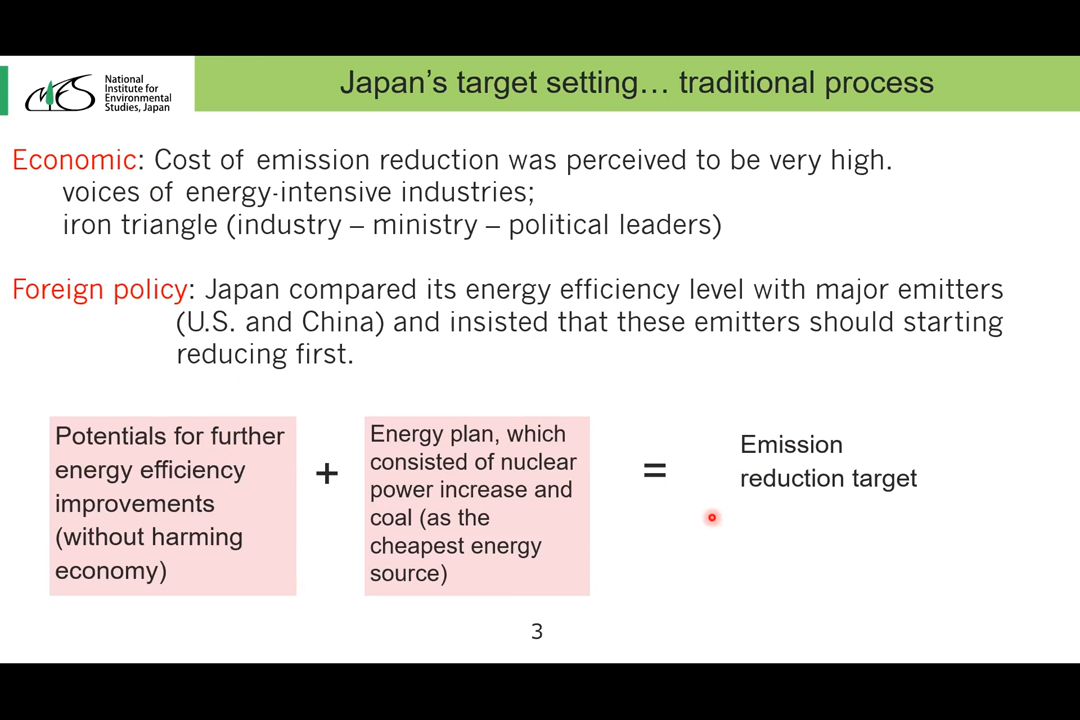 National
Institute for
Environmental
Studies, Japan
Japan's target setting… traditional process
Economic: Cost of emission reduction was perceived to be very high.
voices of energy-intensive industries;
iron triangle (industry – ministry – political leaders)
Foreign policy: Japan compared its energy efficiency level with major emitters
(U.S. and China) and insisted that these emitters should starting
reducing first.
Potentials for further
energy efficiency
improvements
(without harming
economy)
+
Energy plan, which
consisted of nuclear
power increase and
coal (as the
cheapest energy
source)
=
Emission
reduction target
3